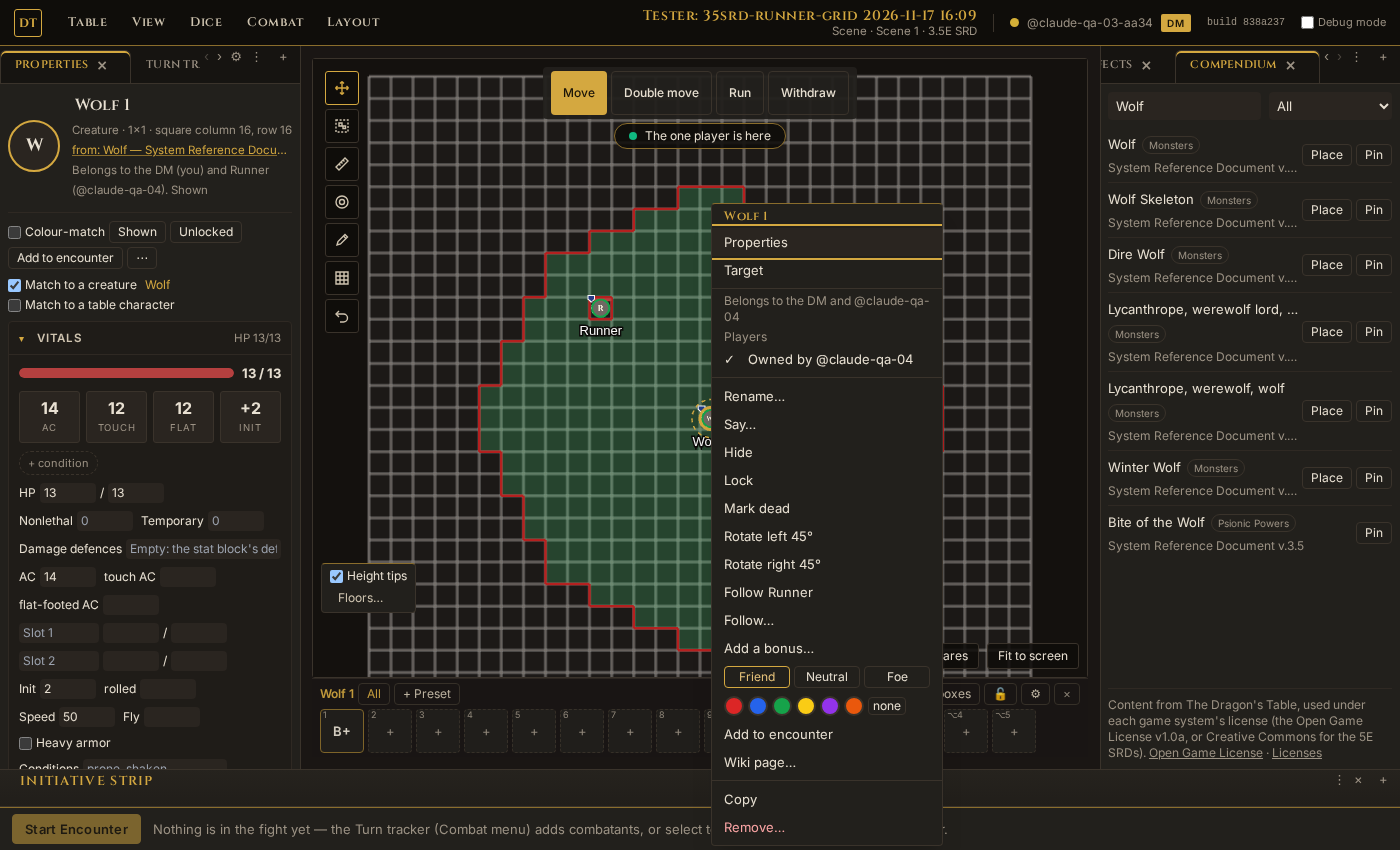 DT TABLE VIEW DICE COMBAT LAYOUT
TESTER: 35SRD-RUNNER-GRID 2026-11-17 16:09
Scene · Scene 1 · 3.5E SRD
@claude-qa-03-aa34 DM build 838a237 Debug mode
PROPERTIES × TURN TR ‹ › ⚙ ⋮ +
WOLF 1
W
Creature · 1×1 · square column 16, row 16
from: Wolf — System Reference Docu...
Belongs to the DM (you) and Runner
(@claude-qa-04). Shown
Colour-match Shown Unlocked
Add to encounter ···
Match to a creature Wolf
Match to a table character
▾ VITALS HP 13/13
13 / 13
14 12 12 +2
AC TOUCH FLAT INIT
+ condition
HP 13 / 13
Nonlethal 0 Temporary 0
Damage defences Empty: the stat block's def
AC 14 touch AC
flat-footed AC
Slot 1 /
Slot 2 /
Init 2 rolled
Speed 50 Fly
Heavy armor
Conditions prone, shaken
Move Double move Run Withdraw
The one player is here
R
Runner
Wo
Height tips
Floors...
WOLF 1
Properties
Target
Belongs to the DM and @claude-qa-
04
Players
✓ Owned by @claude-qa-04
Rename...
Say...
Hide
Lock
Mark dead
Rotate left 45°
Rotate right 45°
Follow Runner
Follow...
Add a bonus...
Friend Neutral Foe
none
Add to encounter
Wiki page...
Copy
Remove...
ares Fit to screen
Wolf 1 All + Preset
oxes 🔓 ⚙ ×
1 2 3 4 5 6 7 8 9 ⌥4 ⌥5
B+ + + + + + + + + +
ECTS × COMPENDIUM × ‹ › ⋮ +
Wolf All
Wolf Monsters
System Reference Document v.... Place Pin
Wolf Skeleton Monsters
System Reference Document v.... Place Pin
Dire Wolf Monsters
System Reference Document v.... Place Pin
Lycanthrope, werewolf lord, ...
Monsters
System Reference Document v.... Place Pin
Lycanthrope, werewolf, wolf
Monsters
System Reference Document v.... Place Pin
Winter Wolf Monsters
System Reference Document v.... Place Pin
Bite of the Wolf Psionic Powers
System Reference Document v.3.5 Pin
Content from The Dragon's Table, used under
each game system's license (the Open Game
License v1.0a, or Creative Commons for the 5E
SRDs). Open Game License · Licenses
INITIATIVE STRIP ⋮ × +
Start Encounter Nothing is in the fight yet — the Turn tracker (Combat menu) adds combatants, or select t r.